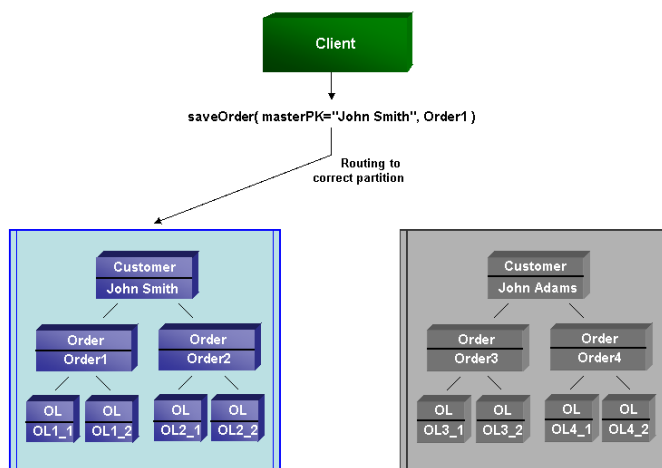 Client
saveOrder( masterPK="John Smith", Order1 )
Routing to
correct partition
Customer
John Smith
Order
Order1
Order
Order2
OL
OL1_1
OL
OL1_2
OL
OL2_1
OL
OL2_2
Customer
John Adams
Order
Order3
Order
Order4
OL
OL3_1
OL
OL3_2
OL
OL4_1
OL
OL4_2